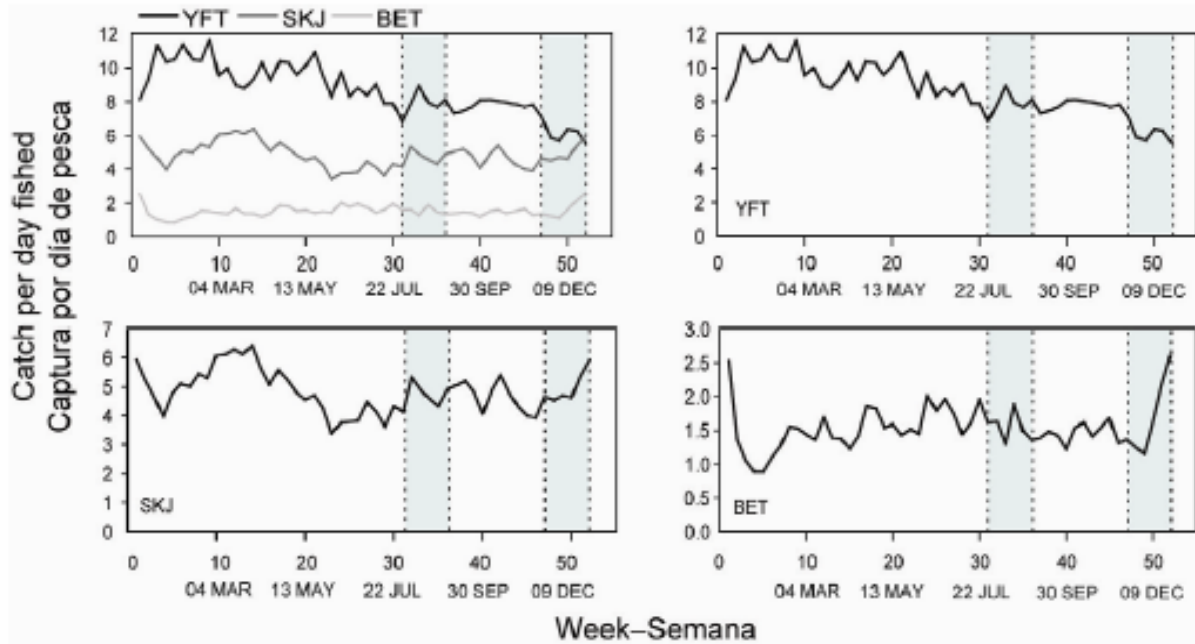 YFT SKJ BET
Catch per day fished
Captura por día de pesca
12
10
8
6
4
2
0
0 10 20 30 40 50
04 MAR 13 MAY 22 JUL 30 SEP 09 DEC
12
10
8
6
4
2
0
YFT
0 10 20 30 40 50
04 MAR 13 MAY 22 JUL 30 SEP 09 DEC
7
6
5
4
3
2
1
0
SKJ
0 10 20 30 40 50
04 MAR 13 MAY 22 JUL 30 SEP 09 DEC
3.0
2.5
2.0
1.5
1.0
0.5
0.0
BET
0 10 20 30 40 50
04 MAR 13 MAY 22 JUL 30 SEP 09 DEC
Week–Semana